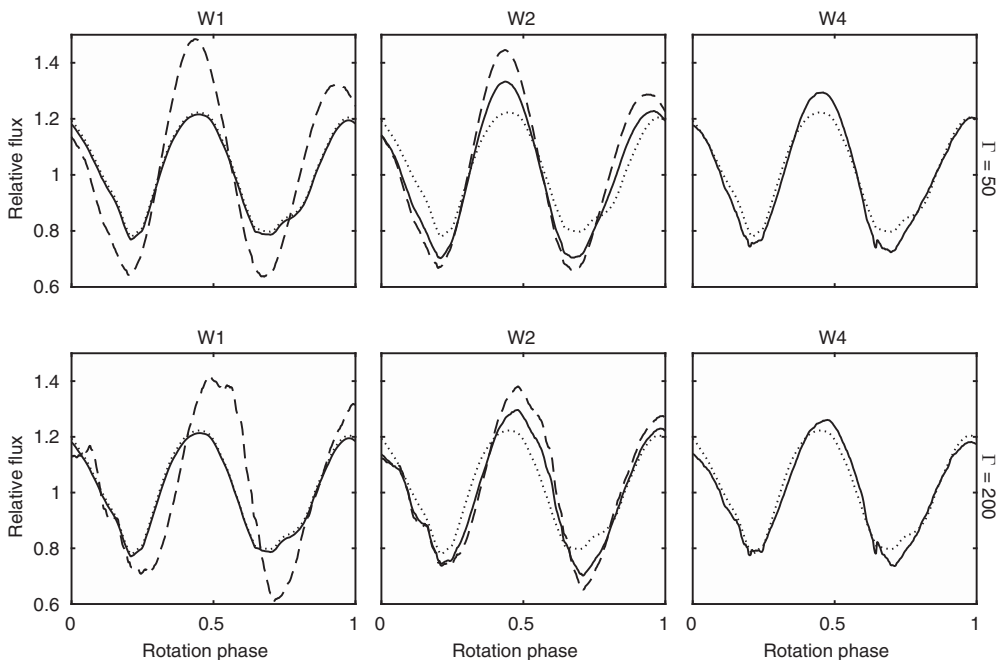 W1 W2 W4
1.4
1.2
1
0.8
0.6
Relative flux
Γ = 50
W1 W2 W4
1.4
1.2
1
0.8
0.6
Relative flux
Γ = 200
0 0.5 1 0 0.5 1 0 0.5 1
Rotation phase Rotation phase Rotation phase